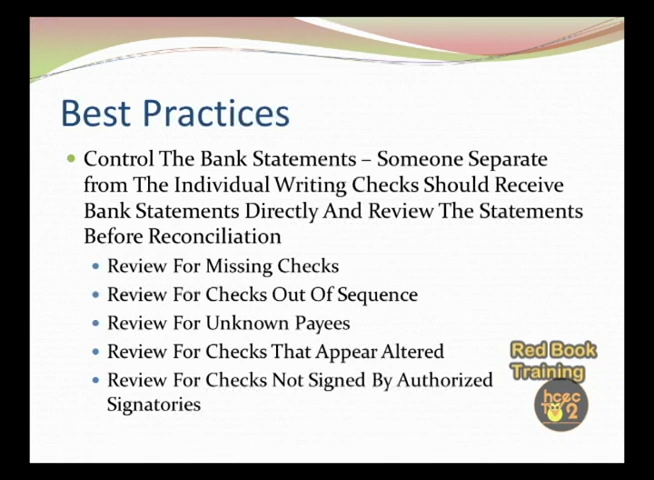 Best Practices
Control The Bank Statements – Someone Separate
from The Individual Writing Checks Should Receive
Bank Statements Directly And Review The Statements
Before Reconciliation
Review For Missing Checks
Review For Checks Out Of Sequence
Review For Unknown Payees
Review For Checks That Appear Altered
Review For Checks Not Signed By Authorized
Signatories
Red Book
Training
hcec
2